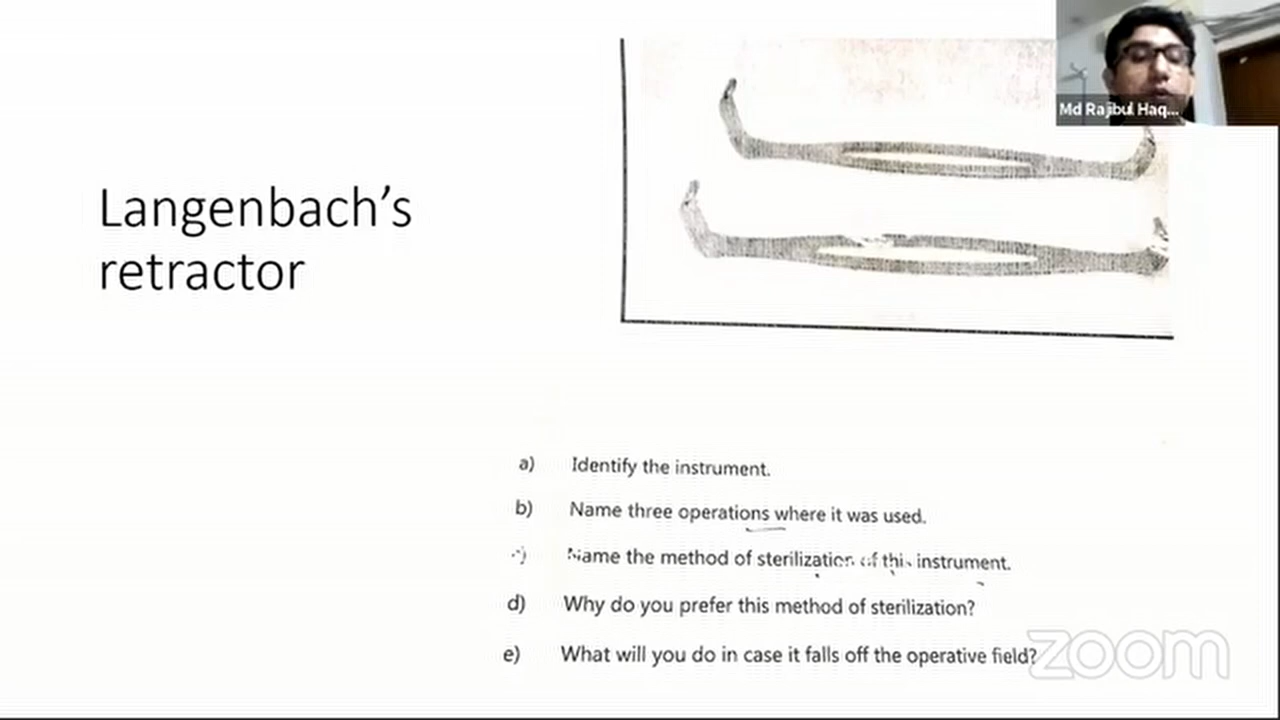 Md Rajibul Haq...
Langenbach's
retractor
a) Identify the instrument.
b) Name three operations where it was used.
Name the method of sterilization of this instrument.
d) Why do you prefer this method of sterilization?
e) What will you do in case it falls off the operative field?
zoom